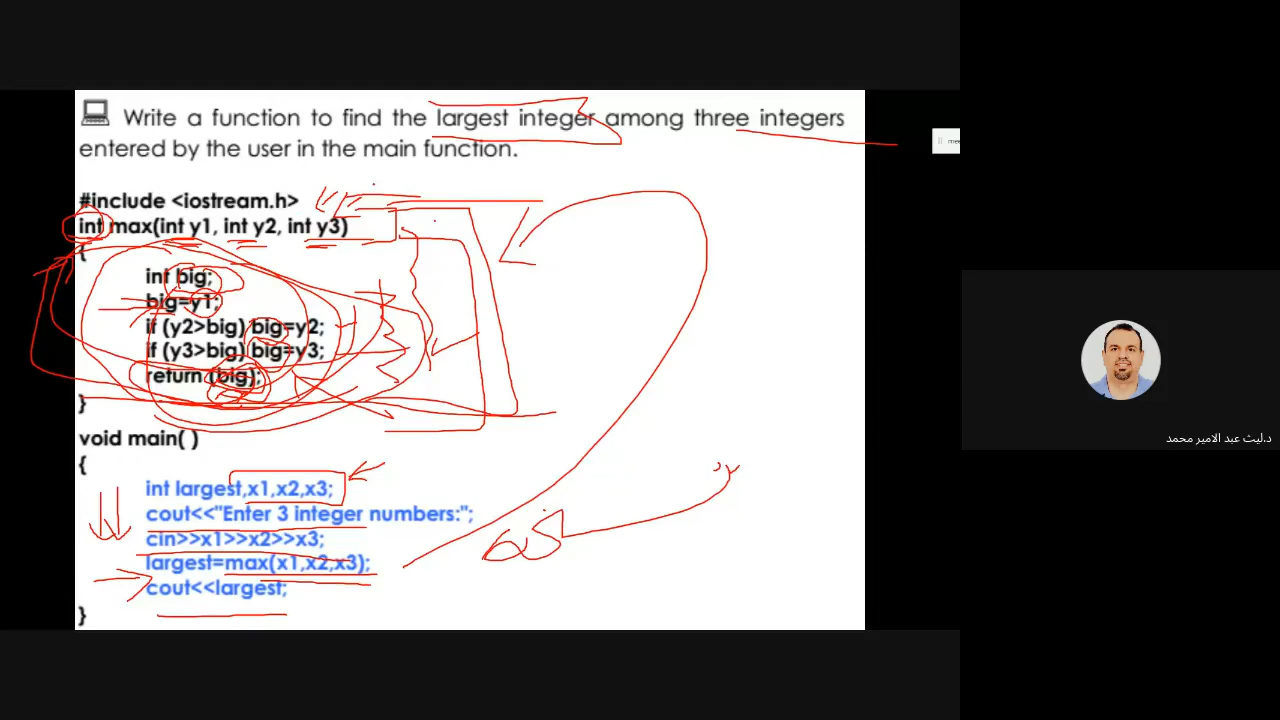 Write a function to find the largest integer among three integers
entered by the user in the main function.
#include <iostream.h>
int max(int y1, int y2, int y3)
{
int big;
big=y1;
if (y2>big) big=y2;
if (y3>big) big=y3;
return (big);
}
void main( )
{
int largest,x1,x2,x3;
cout<<"Enter 3 integer numbers:";
cin>>x1>>x2>>x3;
largest=max(x1,x2,x3);
cout<<largest;
}
mee
د.ليث عبد الامير محمد